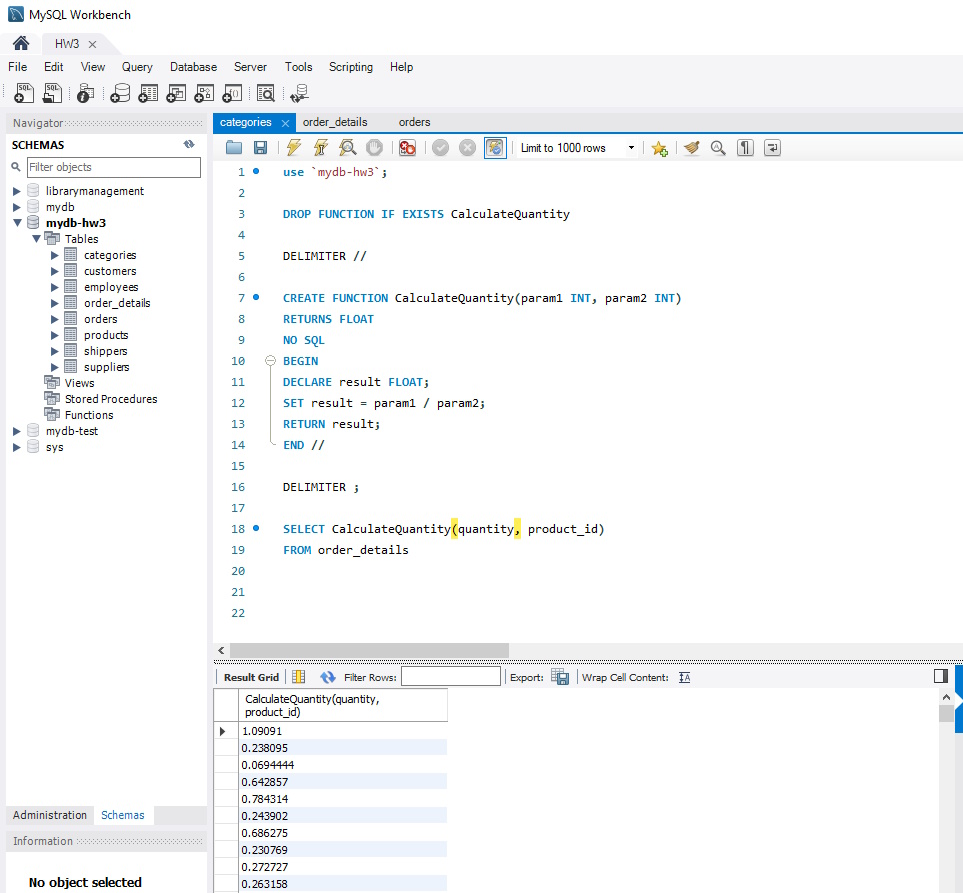 MySQL Workbench
HW3
File Edit View Query Database Server Tools Scripting Help
Navigator
SCHEMAS
Filter objects
librarymanagement
mydb
mydb-hw3
Tables
categories
customers
employees
order_details
orders
products
shippers
suppliers
Views
Stored Procedures
Functions
mydb-test
sys
Administration Schemas
Information
No object selected
categories order_details orders
Limit to 1000 rows
1 use `mydb-hw3`;
2
3 DROP FUNCTION IF EXISTS CalculateQuantity
4
5 DELIMITER //
6
7 CREATE FUNCTION CalculateQuantity(param1 INT, param2 INT)
8 RETURNS FLOAT
9 NO SQL
10 BEGIN
11 DECLARE result FLOAT;
12 SET result = param1 / param2;
13 RETURN result;
14 END //
15
16 DELIMITER ;
17
18 SELECT CalculateQuantity(quantity, product_id)
19 FROM order_details
20
21
22
Result Grid Filter Rows: Export: Wrap Cell Content:
CalculateQuantity(quantity,
product_id)
1.09091
0.238095
0.0694444
0.642857
0.784314
0.243902
0.686275
0.230769
0.272727
0.263158